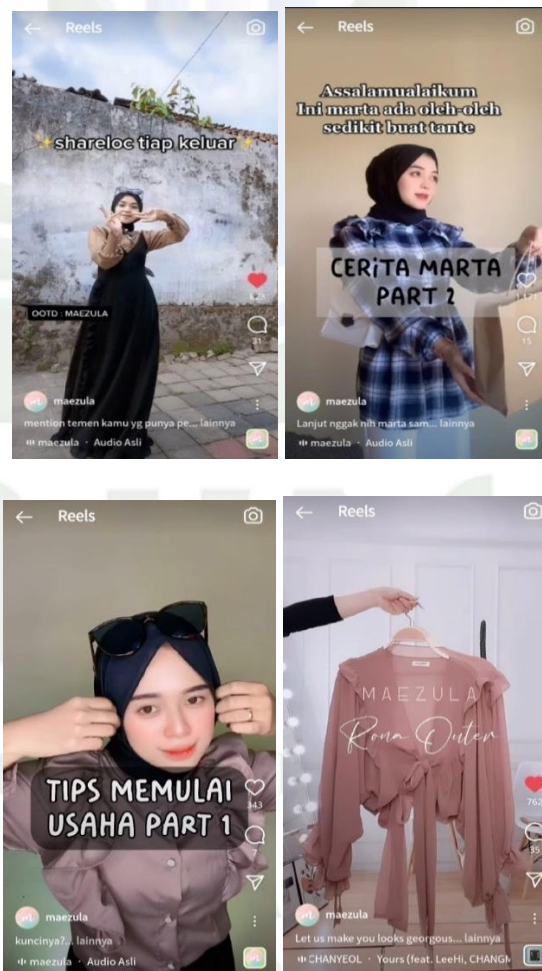 Reels
✨shareloc tiap keluar✨
OOTD : MAEZULA
31
maezula
mention temen kamu yg punya pe... lainnya
maezula · Audio Asli
Reels
Assalamualaikum
Ini marta ada oleh-oleh
sedikit buat tante
CERITA MARTA
PART 2
15
maezula
Lanjut nggak nih marta sam... lainnya
maezula · Audio Asli
Reels
TIPS MEMULAI
USAHA PART 1
343
maezula
kuncinya?... lainnya
maezula · Audio Asli
Reels
MAEZULA
Rona Outer
762
35
maezula
Let us make you looks georgous... lainnya
CHANYEOL · Yours (feat. LeeHi, CHANGM